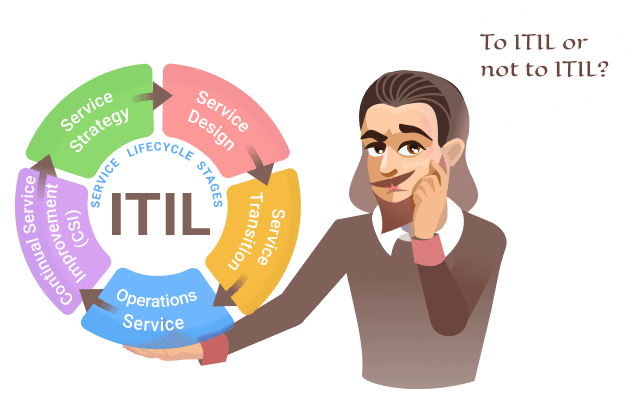 To ITIL or
not to ITIL?
Service
Strategy
Service
Design
Service
Transition
Operations
Service
Continual Service
Improvement
(CSI)
SERVICE LIFECYCLE STAGES
ITIL